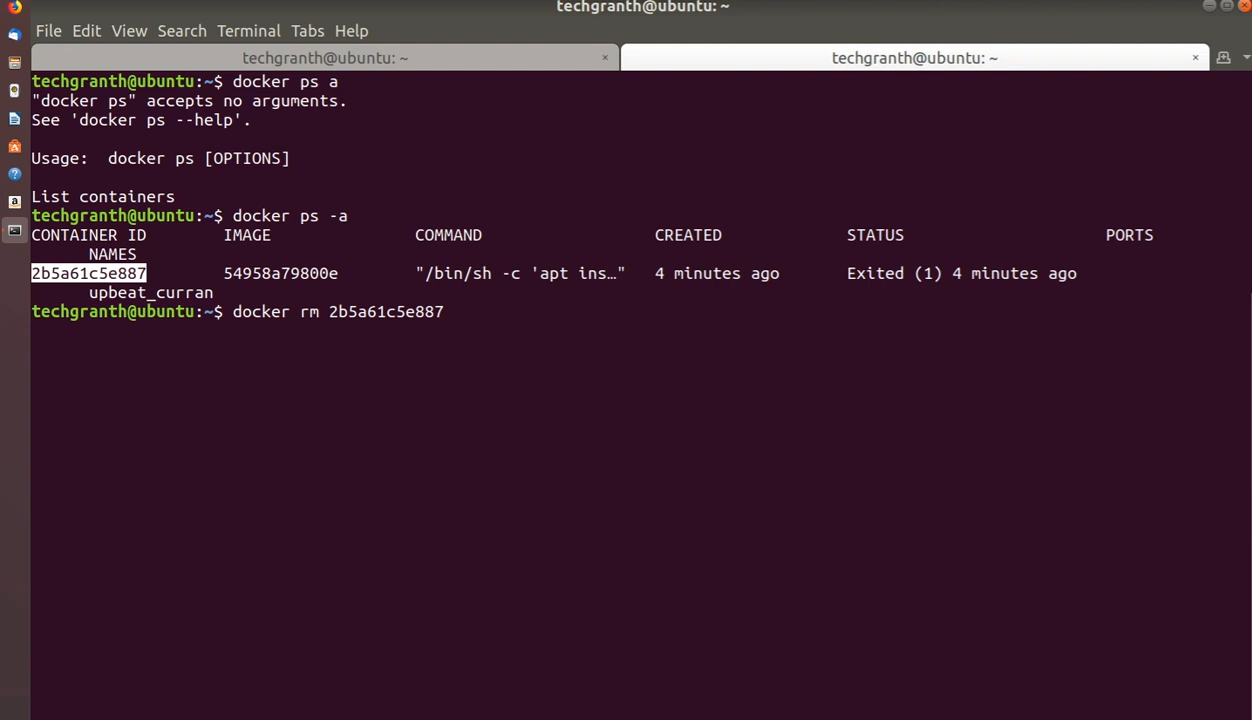 techgranth@ubuntu: ~
File Edit View Search Terminal Tabs Help
techgranth@ubuntu: ~ × techgranth@ubuntu: ~ ×
techgranth@ubuntu:~$ docker ps a
"docker ps" accepts no arguments.
See 'docker ps --help'.
Usage:  docker ps [OPTIONS]
List containers
techgranth@ubuntu:~$ docker ps -a
CONTAINER ID        IMAGE               COMMAND                  CREATED             STATUS                     PORTS
NAMES
2b5a61c5e887        54958a79800e        "/bin/sh -c 'apt ins…"   4 minutes ago       Exited (1) 4 minutes ago
upbeat_curran
techgranth@ubuntu:~$ docker rm 2b5a61c5e887